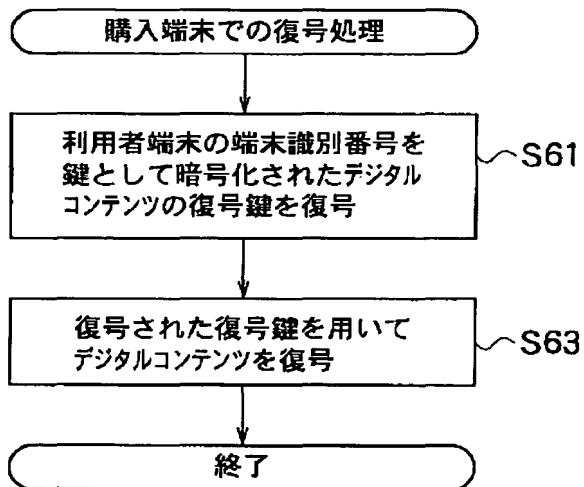 購入端末での復号処理
利用者端末の端末識別番号を
鍵として暗号化されたデジタル
コンテンツの復号鍵を復号
S61
復号された復号鍵を用いて
デジタルコンテンツを復号
S63
終了